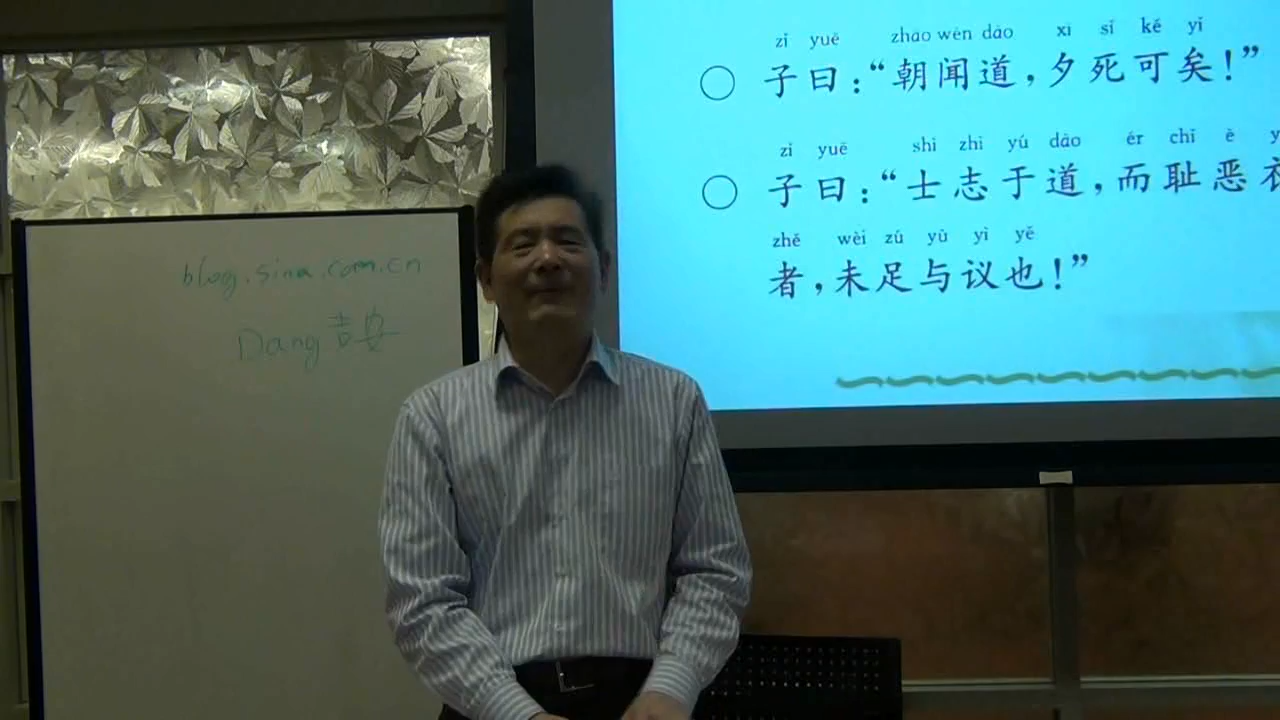 blog.sina.com.cn
Dang
zǐ yuē zhāo wén dào xī sǐ kě yǐ
○ 子曰：“朝闻道，夕死可矣！”
zǐ yuē shì zhì yú dào ér chǐ è y
○ 子曰：“士志于道，而耻恶衣
zhě wèi zú yǔ yì yě
者，未足与议也！”